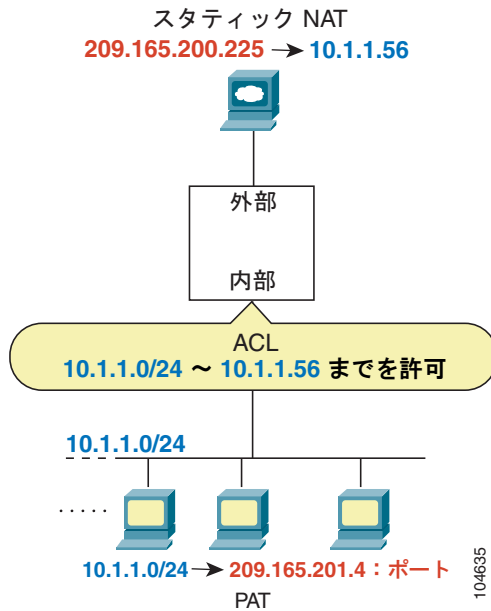 スタティック NAT
209.165.200.225 → 10.1.1.56
外部
内部
ACL
10.1.1.0/24 ～ 10.1.1.56 までを許可
10.1.1.0/24
.....
10.1.1.0/24 → 209.165.201.4：ポート
PAT
104635